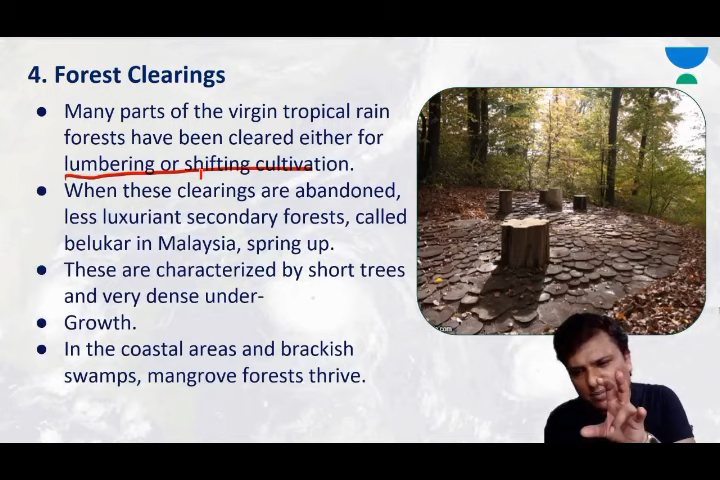 4. Forest Clearings
● Many parts of the virgin tropical rain
forests have been cleared either for
lumbering or shifting cultivation.
● When these clearings are abandoned,
less luxuriant secondary forests, called
belukar in Malaysia, spring up.
● These are characterized by short trees
and very dense under-
● Growth.
● In the coastal areas and brackish
swamps, mangrove forests thrive.